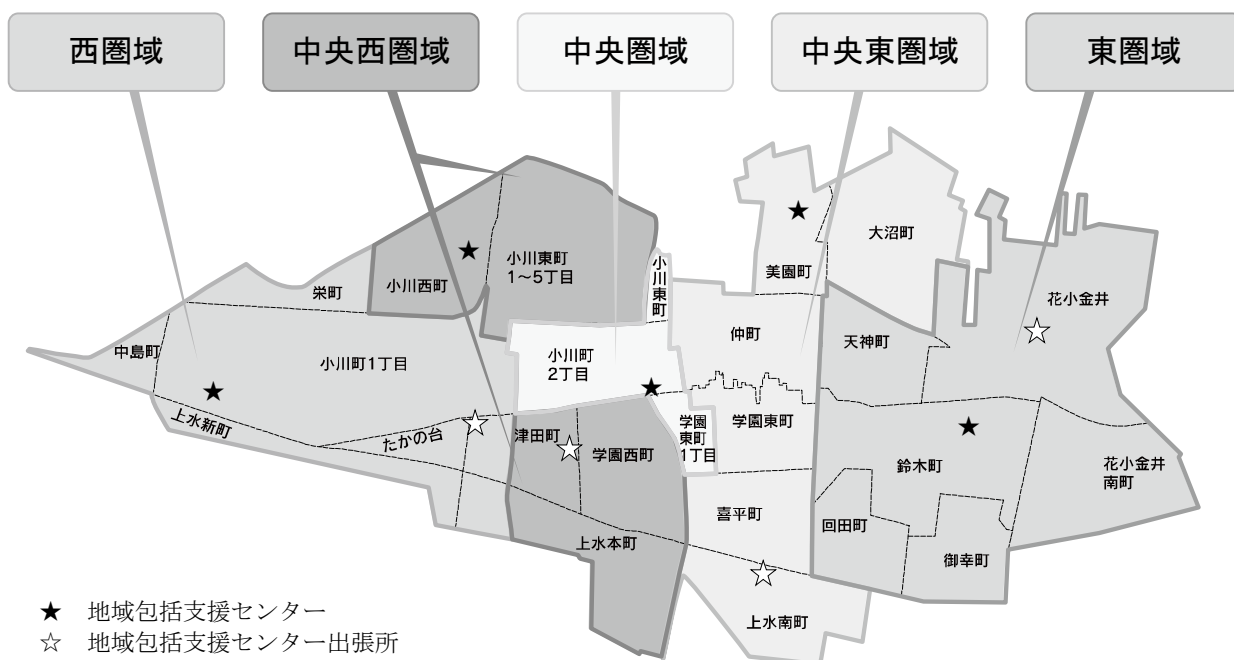 西圏域
中央西圏域
中央圏域
中央東圏域
東圏域
大沼町
美園町
小川東町
1〜5丁目
小川東町
小川西町
栄町
花小金井
仲町
天神町
中島町
小川町1丁目
小川町
2丁目
上水新町
たかの台
津田町
学園西町
学園
東町
1丁目
学園東町
鈴木町
花小金井
南町
喜平町
回田町
上水本町
御幸町
上水南町
★ 地域包括支援センター
☆ 地域包括支援センター出張所